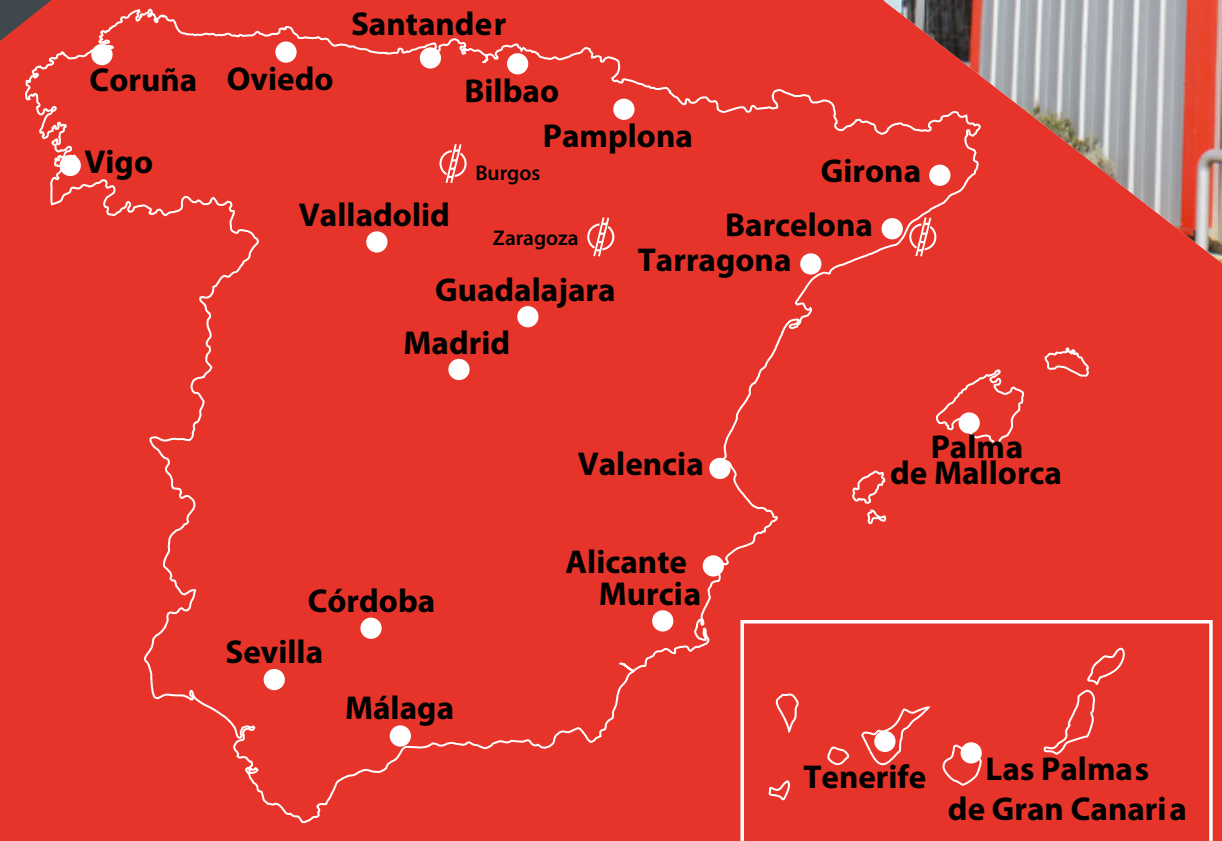 Santander
Coruña
Oviedo
Bilbao
Pamplona
Vigo
Burgos
Girona
Valladolid
Zaragoza
Barcelona
Tarragona
Guadalajara
Madrid
Palma
de Mallorca
Valencia
Alicante
Murcia
Córdoba
Sevilla
Málaga
Tenerife
Las Palmas
de Gran Canaria